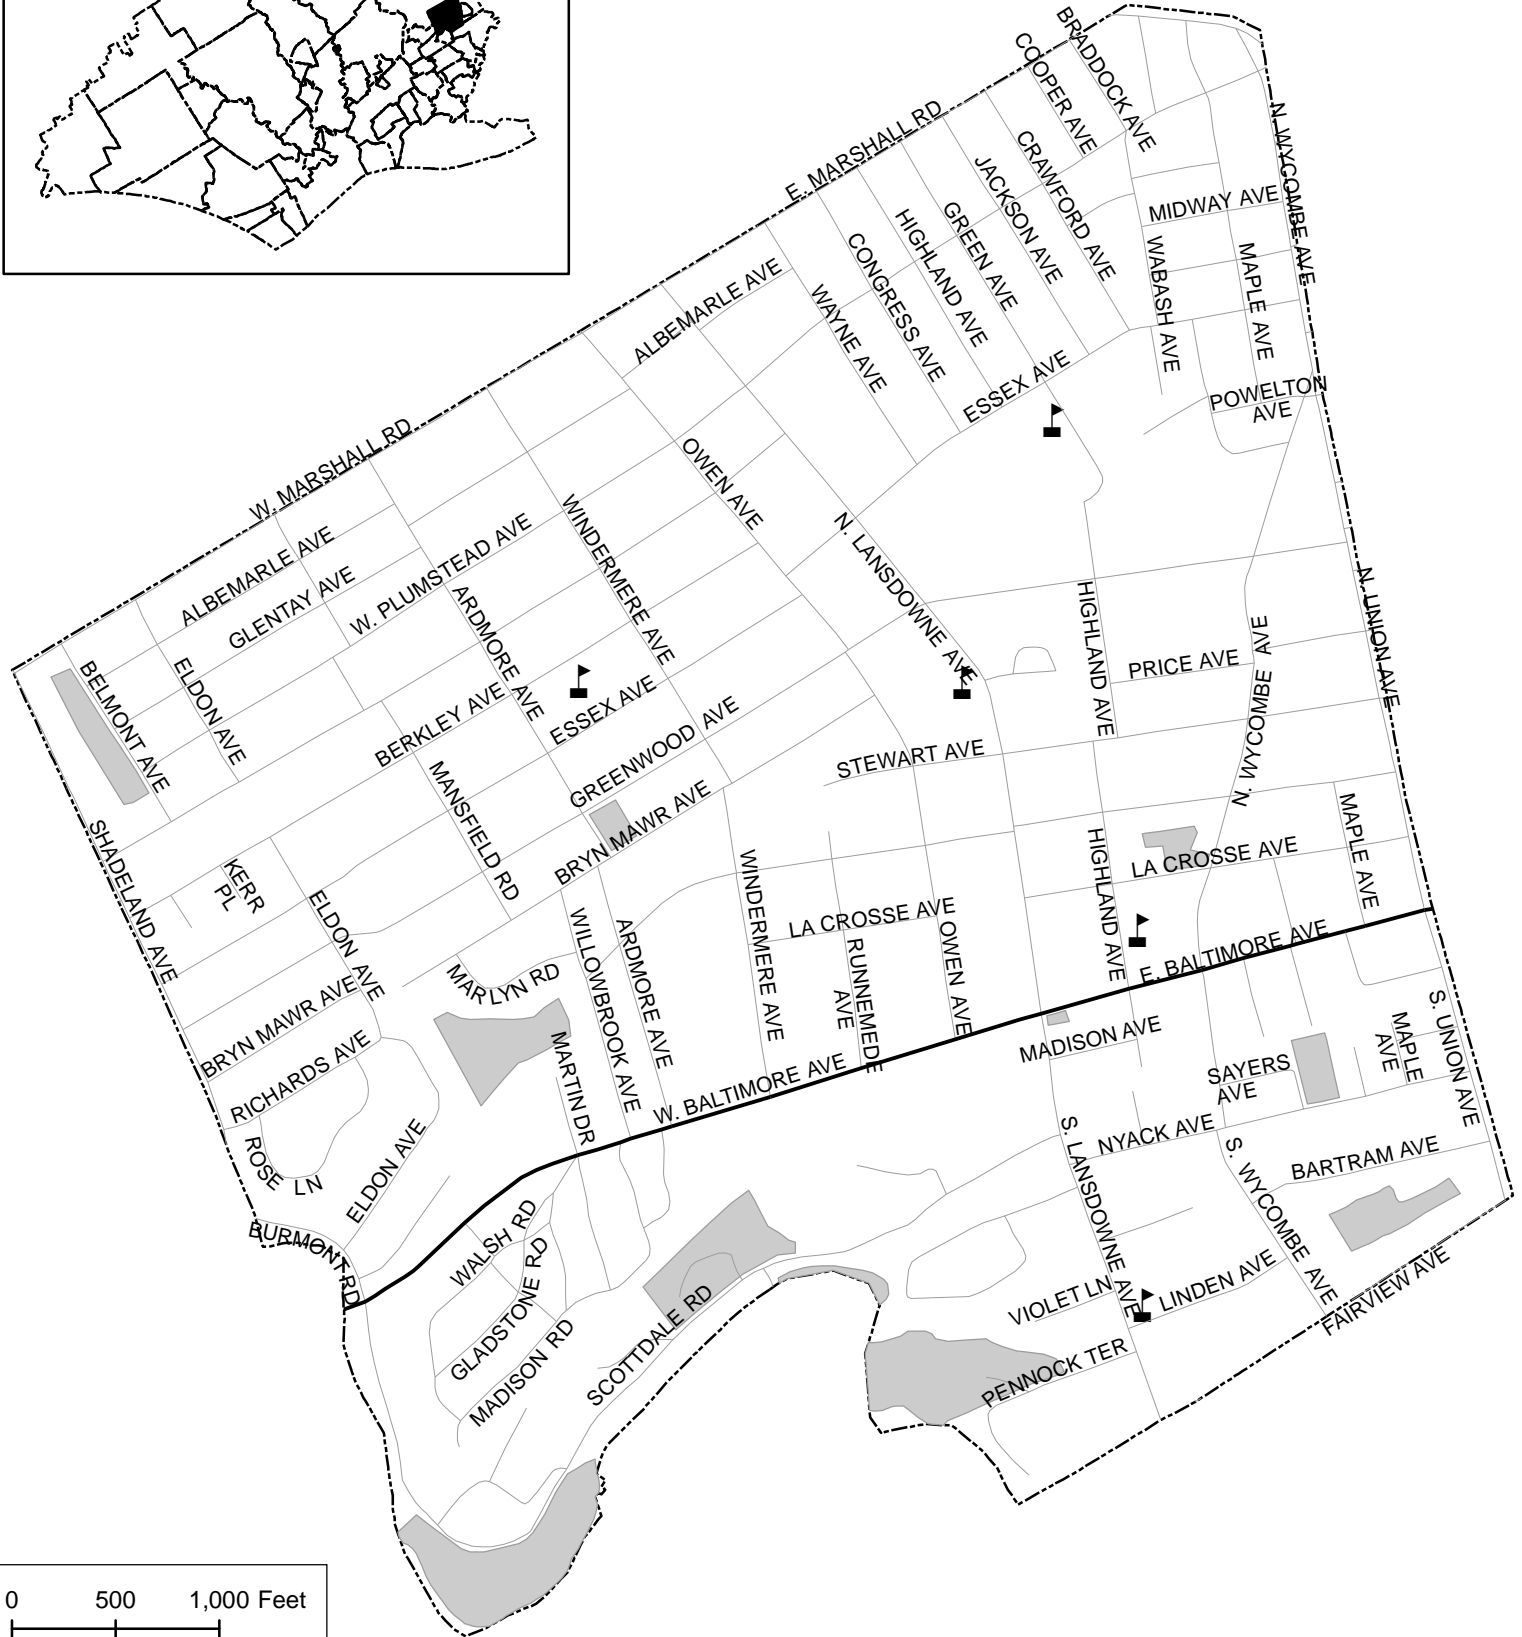 BRADDOCK AVE
COOPER AVE
E. MARSHALL RD
N WYCOMBE AVE
CRAWFORD AVE
JACKSON AVE
MIDWAY AVE
GREEN AVE
HIGHLAND AVE
CONGRESS AVE
WABASH AVE
MAPLE AVE
ALBEMARLE AVE
WAYNE AVE
ESSEX AVE
POWELTON
AVE
W. MARSHALL RD
OWEN AVE
WINDERMERE AVE
N. LANSDOWNE AVE
ALBEMARLE AVE
W. PLUMSTEAD AVE
GLENTAY AVE
ARDMORE AVE
HIGHLAND AVE
N. UNION AVE
N. WYCOMBE AVE
PRICE AVE
BELMONT AVE
ELDON AVE
BERKLEY AVE
ESSEX AVE
GREENWOOD AVE
STEWART AVE
MANSFIELD RD
BRYN MAWR AVE
MAPLE AVE
SHADELAND AVE
HIGHLAND AVE
LA CROSSE AVE
KERR
PL
WINDERMERE AVE
ELDON AVE
LA CROSSE AVE
WILLOWBROOK AVE
ARDMORE AVE
RUNNEMEDE
AVE
OWEN AVE
E. BALTIMORE AVE
MARLYN RD
BRYN MAWR AVE
S. UNION AVE
MADISON AVE
MAPLE
AVE
RICHARDS AVE
MARTIN DR
W. BALTIMORE AVE
SAYERS
AVE
NYACK AVE
ROSE LN
ELDON AVE
S. LANSDOWNE AVE
S. WYCOMBE AVE
BARTRAM AVE
BURMONT RD
WALSH RD
GLADSTONE RD
MADISON RD
SCOTTDALE RD
VIOLET LN
LINDEN AVE
FAIRVIEW AVE
PENNOCK TER
0 500 1,000 Feet